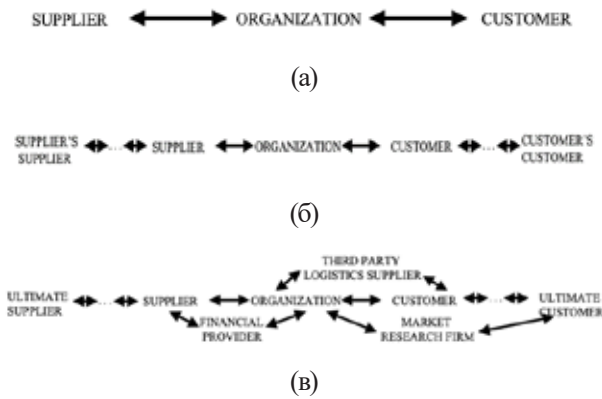 SUPPLIER ORGANIZATION CUSTOMER
(а)
SUPPLIER'S SUPPLIER ... SUPPLIER ORGANIZATION CUSTOMER ... CUSTOMER'S CUSTOMER
(б)
THIRD PARTY
LOGISTICS SUPPLIER
ULTIMATE SUPPLIER ... SUPPLIER ORGANIZATION CUSTOMER ... ULTIMATE CUSTOMER
FINANCIAL PROVIDER
MARKET RESEARCH FIRM
(в)